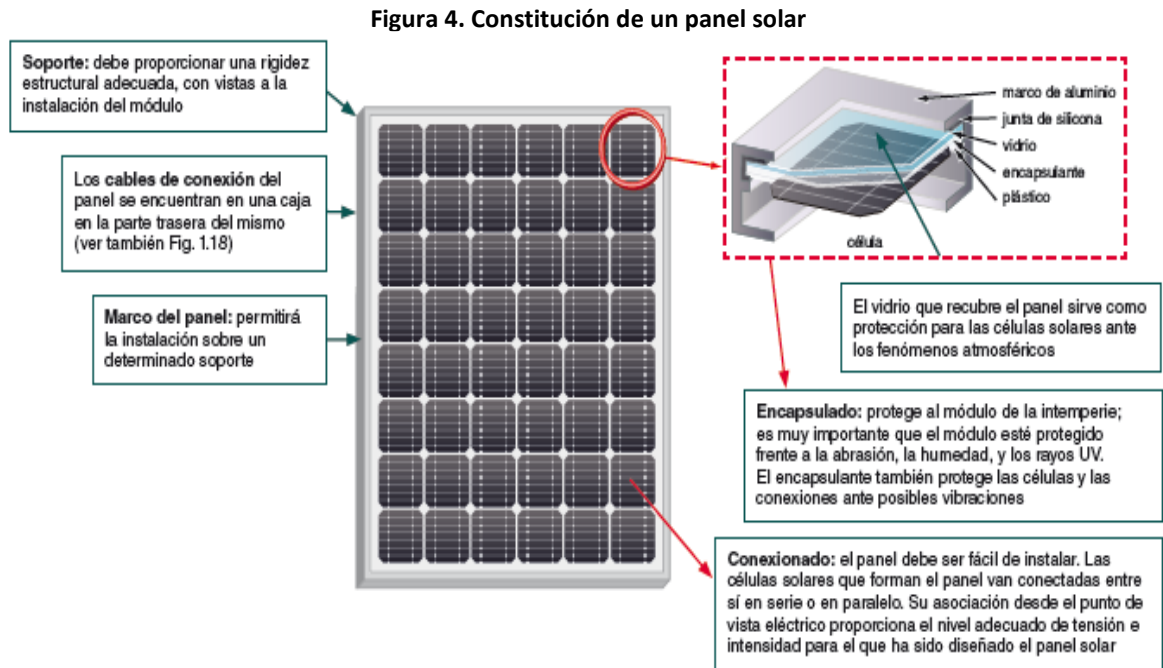 Figura 4. Constitución de un panel solar
Soporte: debe proporcionar una rigidez
estructural adecuada, con vistas a la
instalación del módulo
Los cables de conexión del
panel se encuentran en una caja
en la parte trasera del mismo
(ver también Fig. 1.18)
Marco del panel: permitirá
la instalación sobre un
determinado soporte
marco de aluminio
junta de silicona
vidrio
encapsulante
plástico
célula
El vidrio que recubre el panel sirve como
protección para las células solares ante
los fenómenos atmosféricos
Encapsulado: protege al módulo de la intemperie;
es muy importante que el módulo esté protegido
frente a la abrasión, la humedad, y los rayos UV.
El encapsulante también protege las células y las
conexiones ante posibles vibraciones
Conexionado: el panel debe ser fácil de instalar. Las
células solares que forman el panel van conectadas entre
sí en serie o en paralelo. Su asociación desde el punto de
vista eléctrico proporciona el nivel adecuado de tensión e
intensidad para el que ha sido diseñado el panel solar